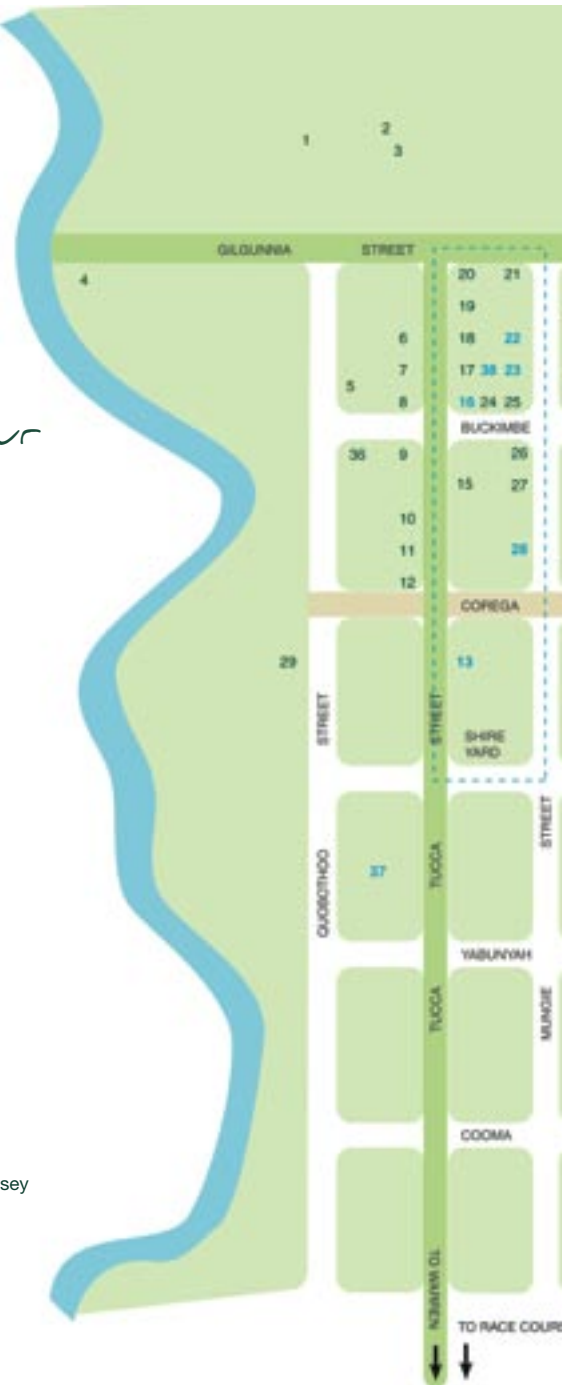 2
1
3
GILGUNNIA STREET
4
20 21
19
6 18 22
7 17 38 23
5
8 16 24 25
BUCKIMBE
36 9 26
15 27
10
11 28
12
COREGA
29 13
STREET
STREET
SHIRE
YARD
STREET
37
TUCCA
QUOBOTHOO
YABUNYAH
TUCCA
MUNGIE
COOMA
sey
TO WARREN
TO RACE COURS